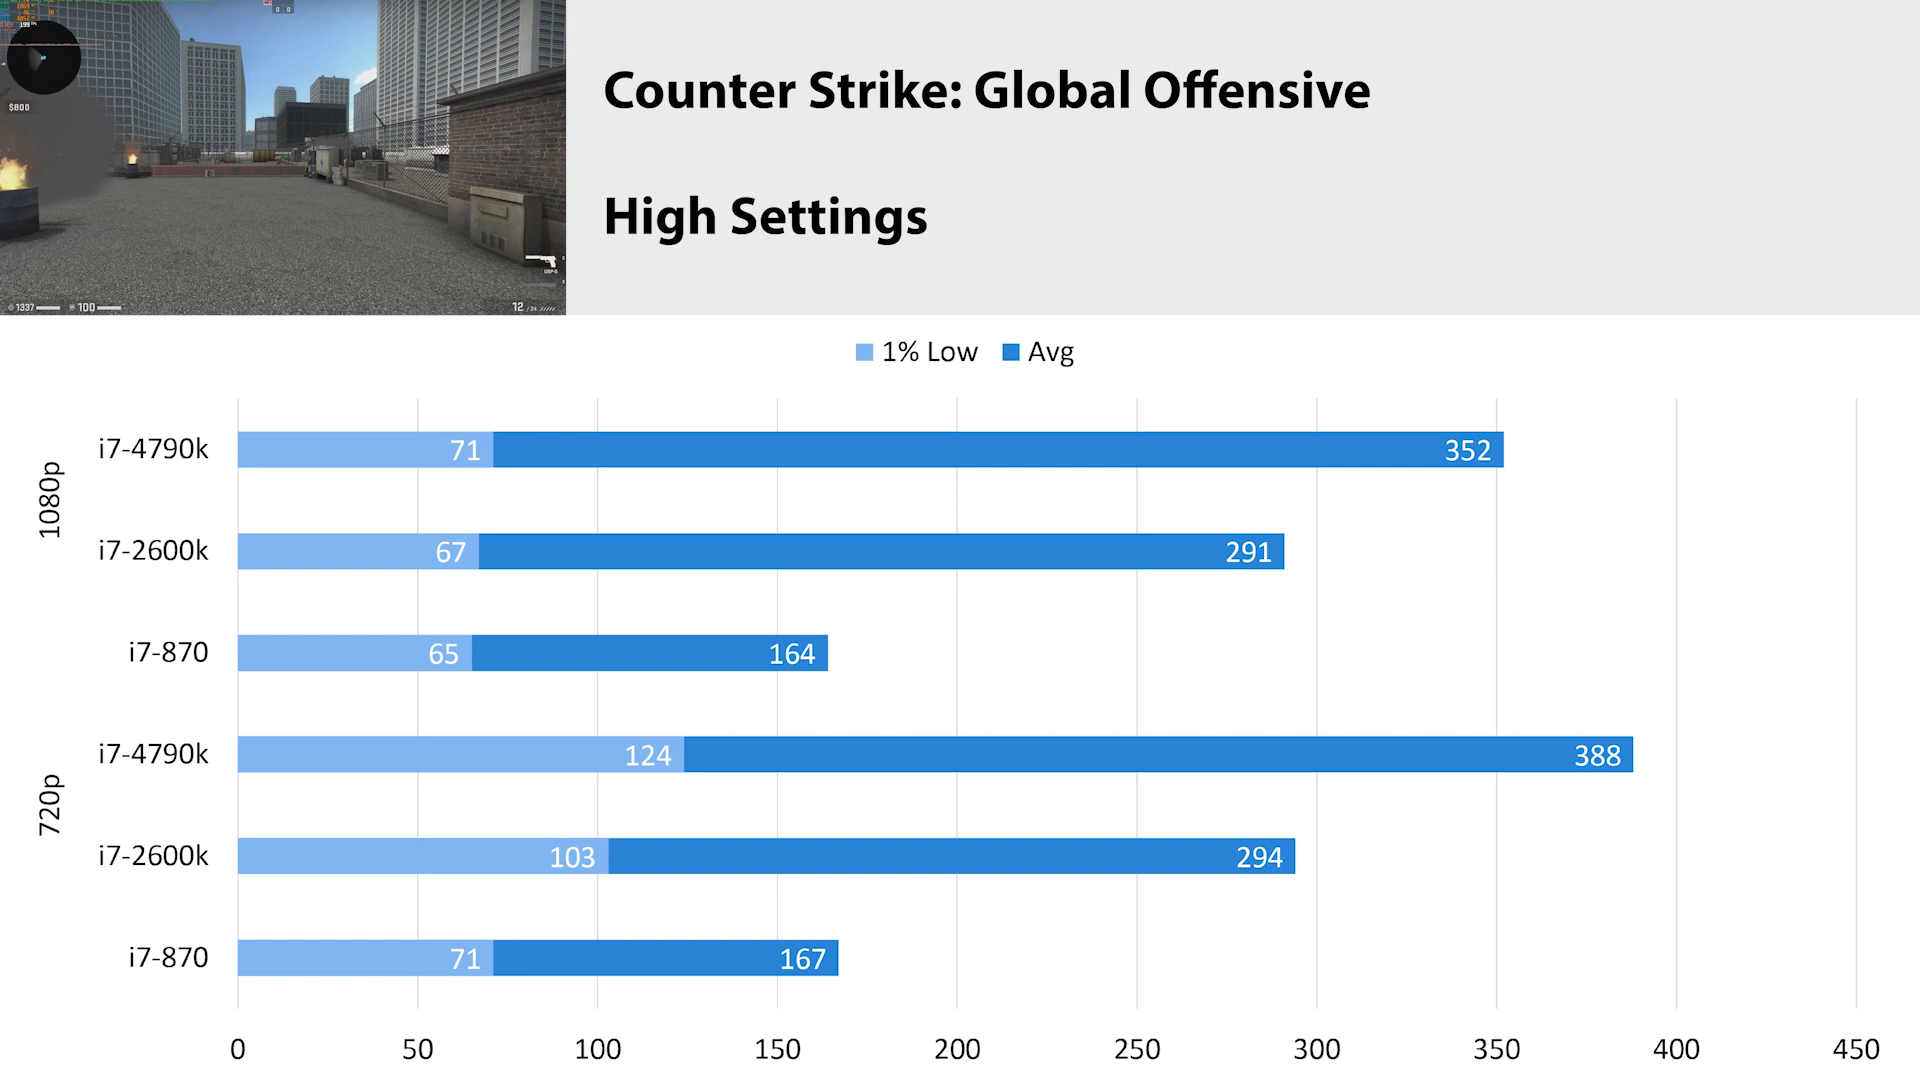 $800
0 0
1337
100
12
Counter Strike: Global Offensive
High Settings
1% Low
Avg
1080p
i7-4790k
71
352
i7-2600k
67
291
i7-870
65
164
720p
i7-4790k
124
388
i7-2600k
103
294
i7-870
71
167
0 50 100 150 200 250 300 350 400 450